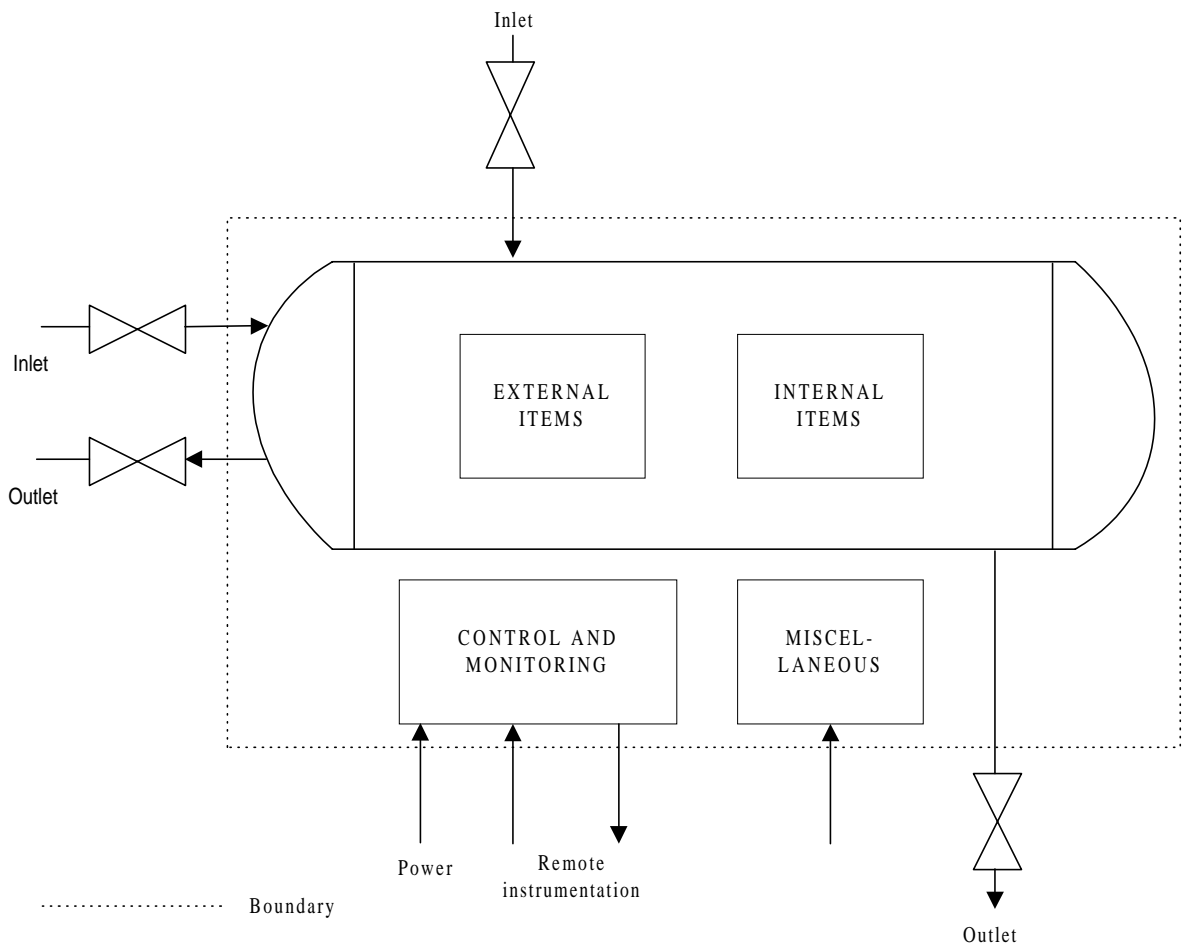 Inlet
Inlet
EXTERNAL
ITEMS
INTERNAL
ITEMS
Outlet
CONTROL AND
MONITORING
MISCEL-
LANEOUS
Power
Remote
instrumentation
Boundary
Outlet